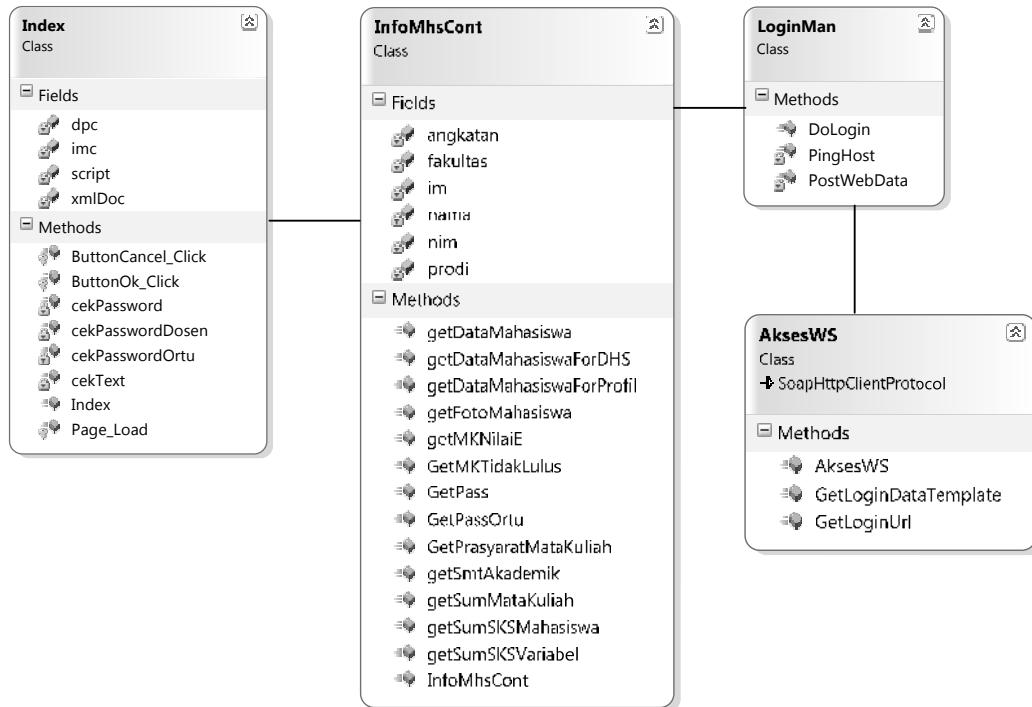 Index
Class
Fields
dpc
imc
script
xmlDoc
Methods
ButtonCancel_Click
ButtonOk_Click
cekPassword
cekPasswordDosen
cekPasswordOrtu
cekText
Index
Page_Load
InfoMhsCont
Class
Fields
angkatan
fakultas
im
nama
nim
prodi
Methods
getDataMahasiswa
getDataMahasiswaForDHS
getDataMahasiswaForProfil
getFotoMahasiswa
getMKNilaiE
GetMKTidakLulus
GetPass
GetPassOrtu
GetPrasyaratMataKuliah
getSmtAkademik
getSumMataKuliah
getSumSKSMahasiswa
getSumSKSVariabel
InfoMhsCont
LoginMan
Class
Methods
DoLogin
PingHost
PostWebData
AksesWS
Class
SoapHttpClientProtocol
Methods
AksesWS
GetLoginDataTemplate
GetLoginUrl